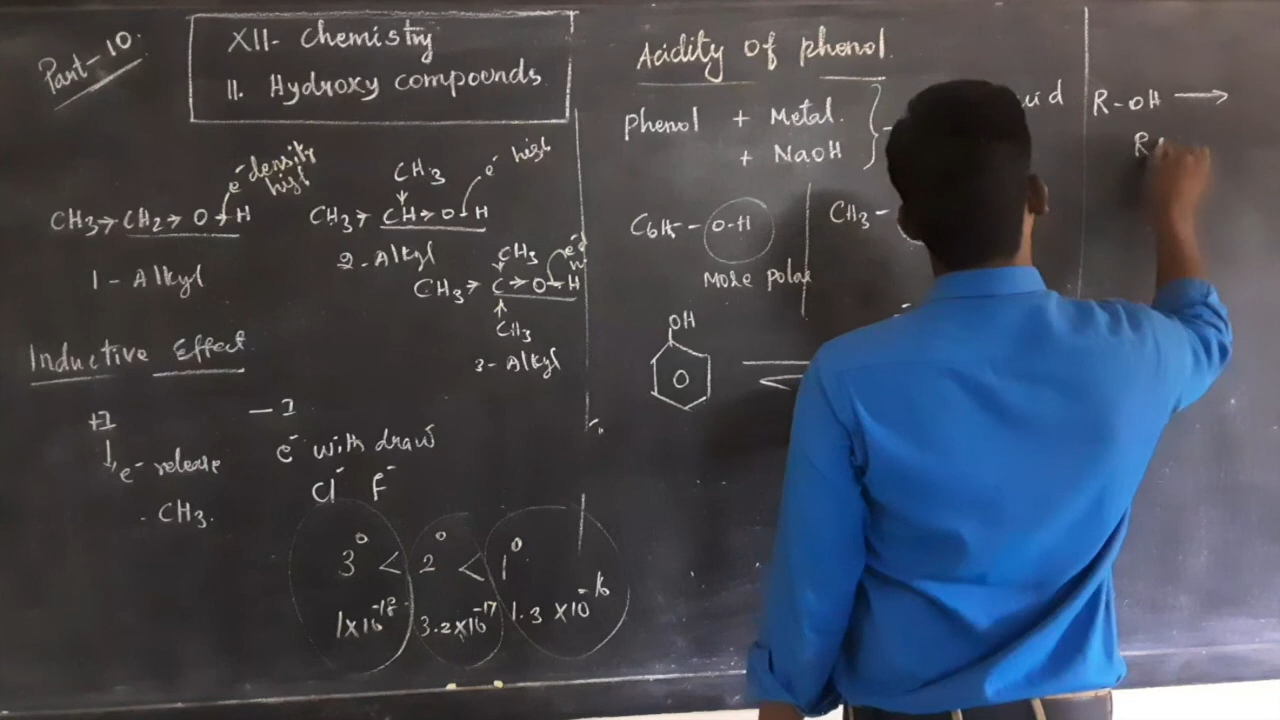 Part-10.
XII- Chemistry
11. Hydroxy compounds
e⁻ density
high
CH3→CH2→O←H
1-Alkyl
CH3
e⁻ high
CH3→CH→O←H
2-Alkyl
CH3
CH3→C→O←H
CH3
3-Alkyl
Inductive Effect
+I
-I
e⁻ release
e⁻ with draw
-CH3.
Cl⁻ F⁻
3° < 2° < 1°
1×10⁻¹⁸ 3.2×10⁻¹⁷ 1.3×10⁻¹⁶
Acidity of phenol.
phenol + Metal.
+ NaOH
C6H5-O-H
More polar
CH3-
OH
R-OH →
R